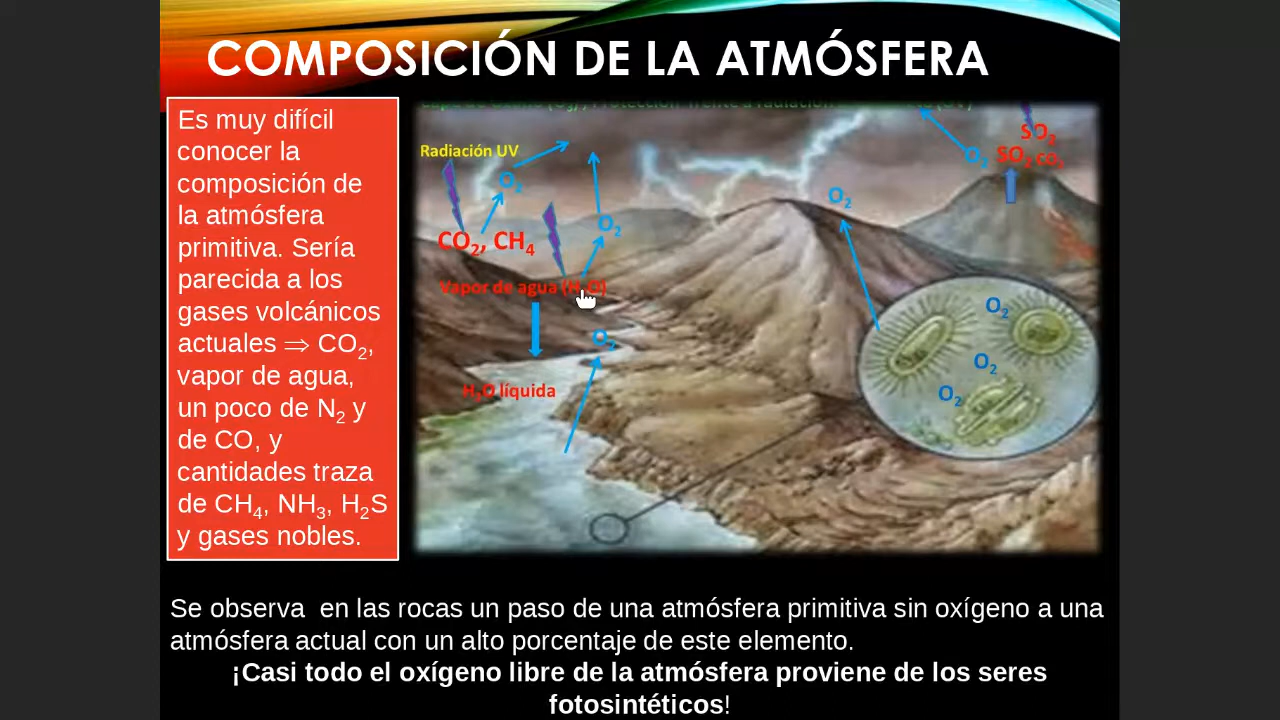 COMPOSICIÓN DE LA ATMÓSFERA
Es muy difícil
conocer la
composición de
la atmósfera
primitiva. Sería
parecida a los
gases volcánicos
actuales ⇒ CO₂,
vapor de agua,
un poco de N₂ y
de CO, y
cantidades traza
de CH₄, NH₃, H₂S
y gases nobles.
Radiación UV
O₂
CO₂, CH₄
O₂
Vapor de agua (H₂O)
O₂
H₂O líquida
O₂
O₂
SO₂
SO₂ CO₂
O₂
O₂
O₂
Se observa en las rocas un paso de una atmósfera primitiva sin oxígeno a una
atmósfera actual con un alto porcentaje de este elemento.
¡Casi todo el oxígeno libre de la atmósfera proviene de los seres
fotosintéticos!